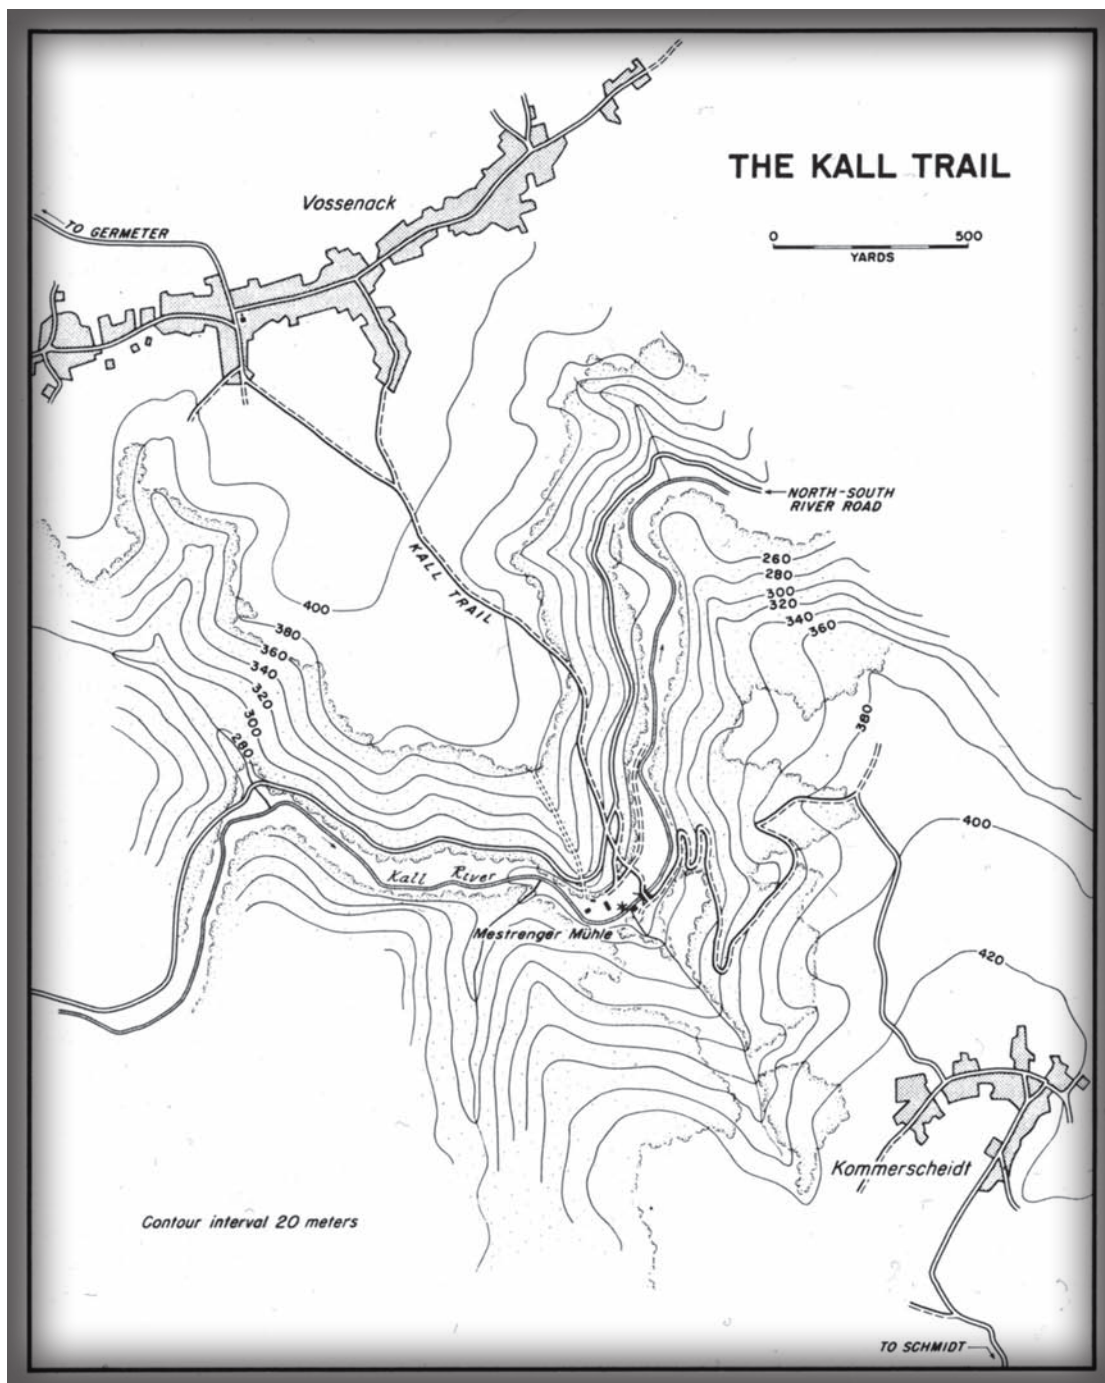 THE KALL TRAIL
0 500
YARDS
Vossenack
TO GERMETER
NORTH-SOUTH
RIVER ROAD
KALL TRAIL
400
380
360
340
320
300
280
260
280
300
320
340
360
380
400
420
Kall River
Mestrenger Mühle
Kommerscheidt
Contour interval 20 meters
TO SCHMIDT